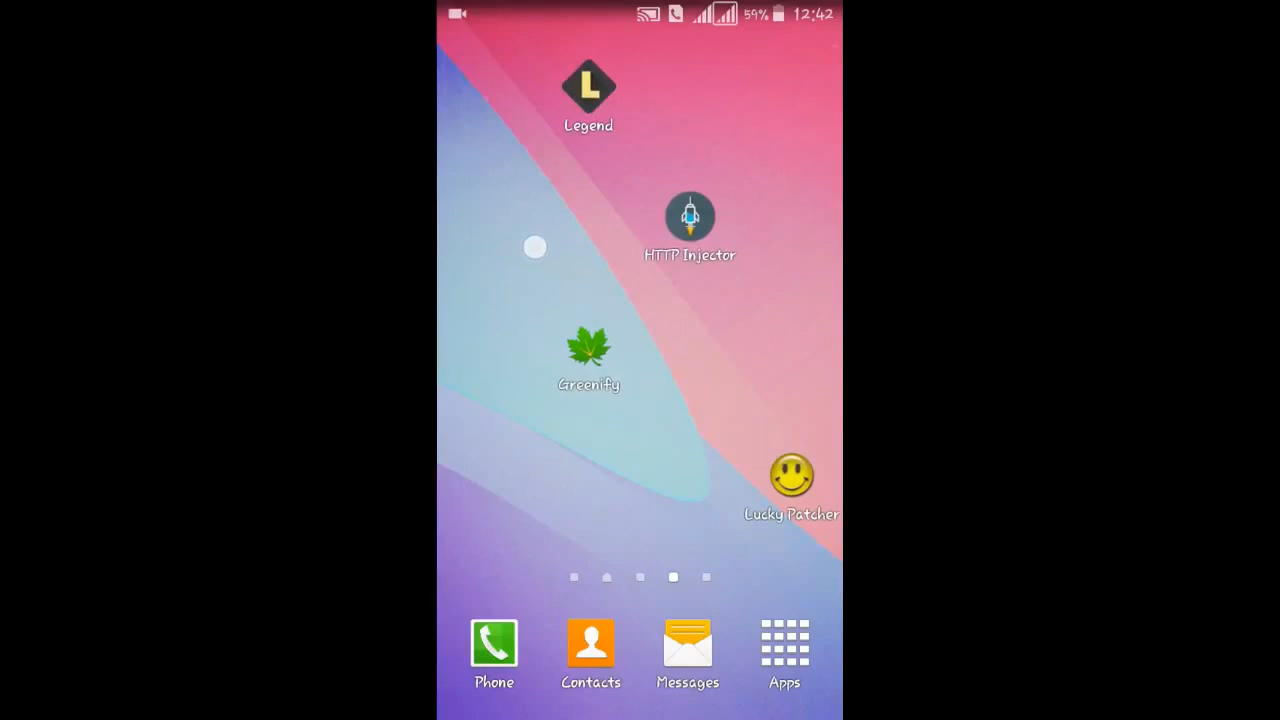 59% 12:42
L
Legend
HTTP Injector
Greenify
Lucky Patcher
Phone Contacts Messages Apps